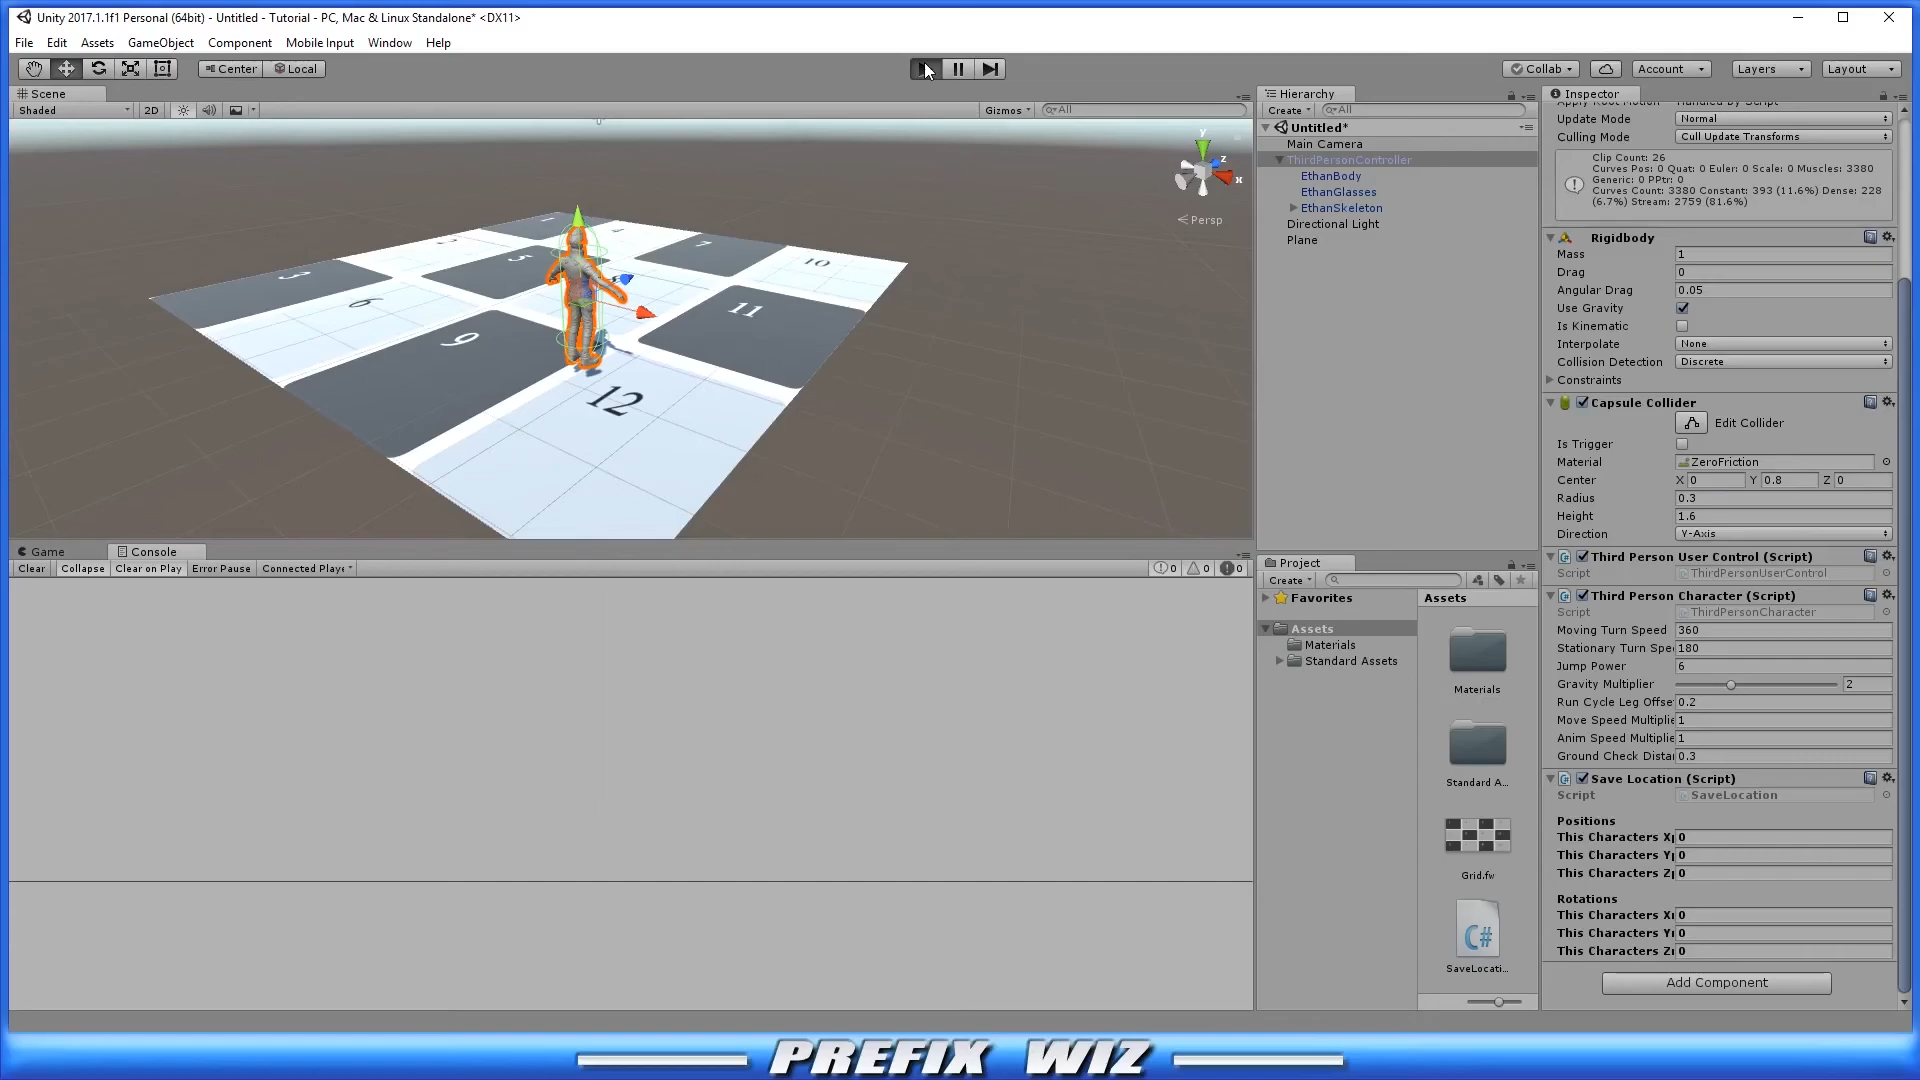 Unity 2017.1.1f1 Personal (64bit) - Untitled - Tutorial - PC, Mac & Linux Standalone* <DX11>
File Edit Assets GameObject Component Mobile Input Window Help
Center Local Collab Account Layers Layout
Scene
Shaded 2D Gizmos All
y
z
x
Persp
1
2
4
3
5
7
10
6
9
11
12
Game Console
Clear Collapse Clear on Play Error Pause Connected Playe 0 0 0
Hierarchy
Create All
Untitled*
Main Camera
ThirdPersonController
EthanBody
EthanGlasses
EthanSkeleton
Directional Light
Plane
Project
Create
Favorites
Assets
Materials
Standard Assets
Assets
Materials
Standard A...
Grid.fw
C#
SaveLocati...
Inspector
Apply Root Motion Handled by Script
Update Mode Normal
Culling Mode Cull Update Transforms
Clip Count: 26
Curves Pos: 0 Quat: 0 Euler: 0 Scale: 0 Muscles: 3380
Generic: 0 PPtr: 0
Curves Count: 3380 Constant: 393 (11.6%) Dense: 228
(6.7%) Stream: 2759 (81.6%)
Rigidbody
Mass 1
Drag 0
Angular Drag 0.05
Use Gravity
Is Kinematic
Interpolate None
Collision Detection Discrete
Constraints
Capsule Collider
Edit Collider
Is Trigger
Material ZeroFriction
Center X 0 Y 0.8 Z 0
Radius 0.3
Height 1.6
Direction Y-Axis
Third Person User Control (Script)
Script ThirdPersonUserControl
Third Person Character (Script)
Script ThirdPersonCharacter
Moving Turn Speed 360
Stationary Turn Spe 180
Jump Power 6
Gravity Multiplier 2
Run Cycle Leg Offse 0.2
Move Speed Multiplie 1
Anim Speed Multiplie 1
Ground Check Distan 0.3
Save Location (Script)
Script SaveLocation
Positions
This Characters X 0
This Characters Y 0
This Characters Z 0
Rotations
This Characters X 0
This Characters Y 0
This Characters Z 0
Add Component
PREFIX WIZ